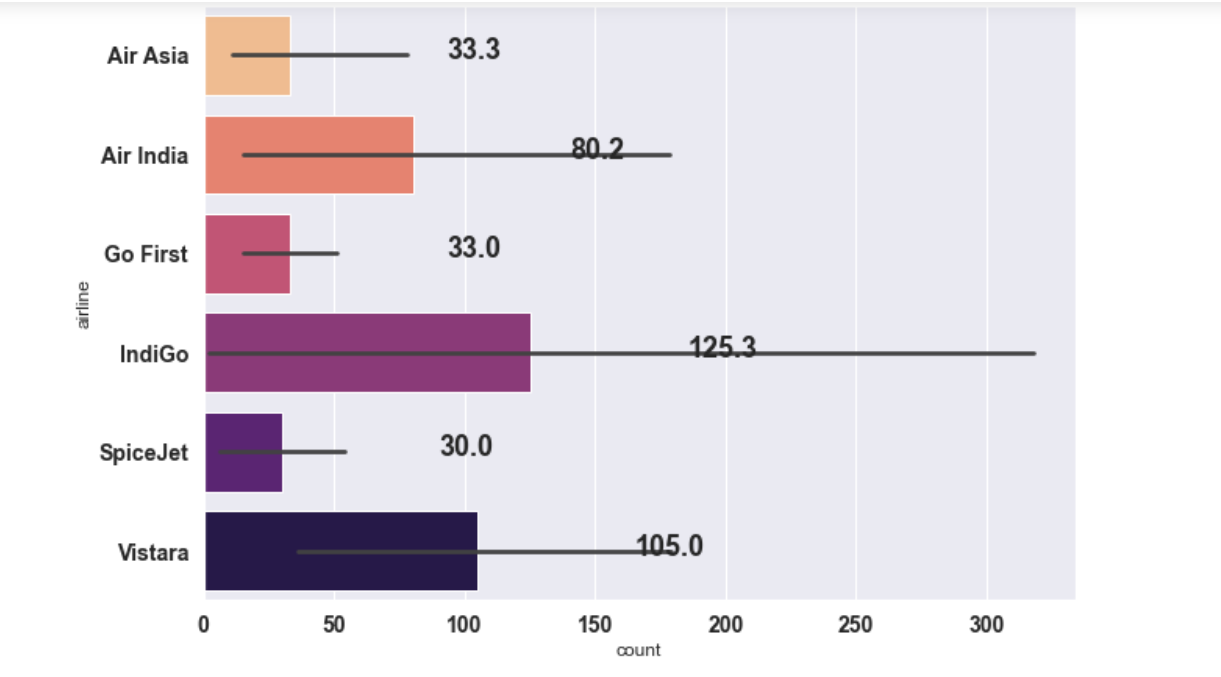 Air Asia 33.3
Air India 80.2
Go First 33.0
airline
IndiGo 125.3
SpiceJet 30.0
Vistara 105.0
0 50 100 150 200 250 300
count